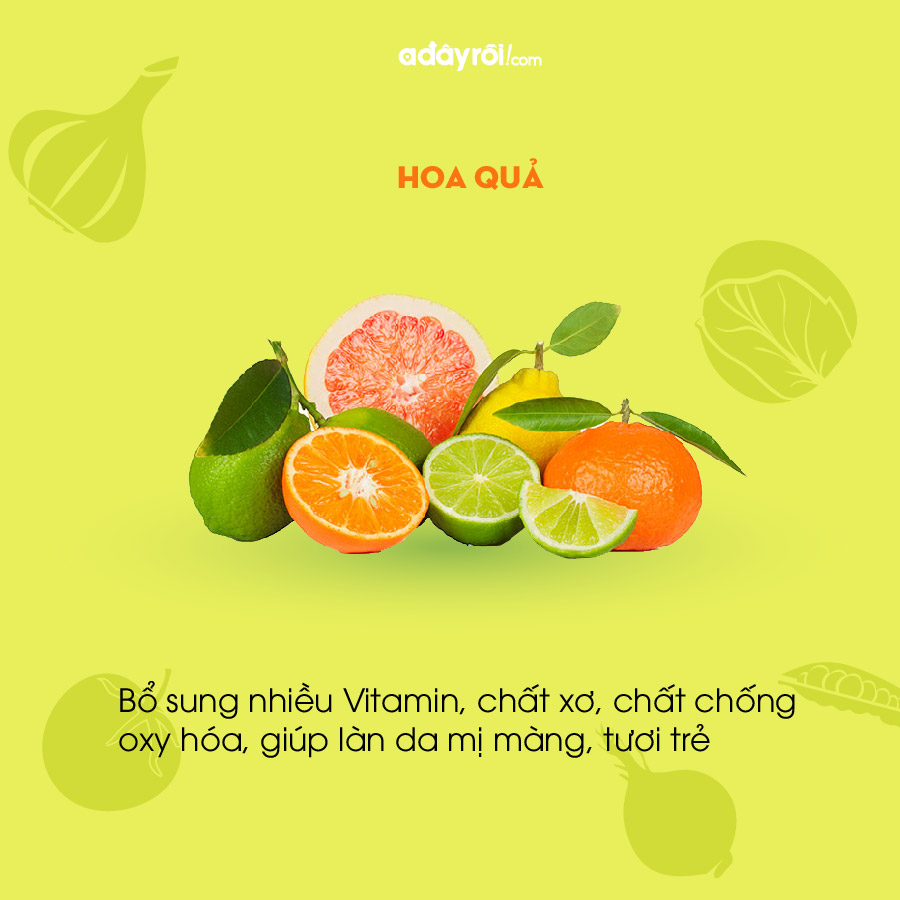 adâyrồi!.com
HOA QUẢ
Bổ sung nhiều Vitamin, chất xơ, chất chống
oxy hóa, giúp làn da mị màng, tươi trẻ